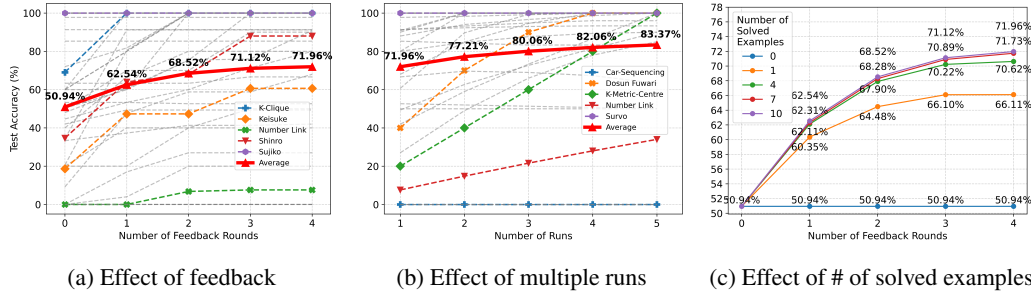 Test Accuracy (%)
100
80
60
40
20
0
50.94%
62.54%
68.52%
71.12%
71.96%
K-Clique
Keisuke
Number Link
Shinro
Sujiko
Average
0 1 2 3 4
Number of Feedback Rounds
(a) Effect of feedback
100
80
60
40
20
0
71.96%
77.21%
80.06%
82.06%
83.37%
Car-Sequencing
Dosun Fuwari
K-Metric-Centre
Number Link
Survo
Average
1 2 3 4 5
Number of Runs
(b) Effect of multiple runs
78
76
74
72
70
68
66
64
62
60
58
56
54
52
50
Number of
Solved
Examples
0
1
4
7
10
50.94%
62.54%
62.31%
62.11%
60.35%
50.94%
68.52%
68.28%
67.90%
64.48%
50.94%
71.12%
70.89%
70.22%
66.10%
50.94%
71.96%
71.73%
70.62%
66.11%
50.94%
0 1 2 3 4
Number of Feedback Rounds
(c) Effect of # of solved examples